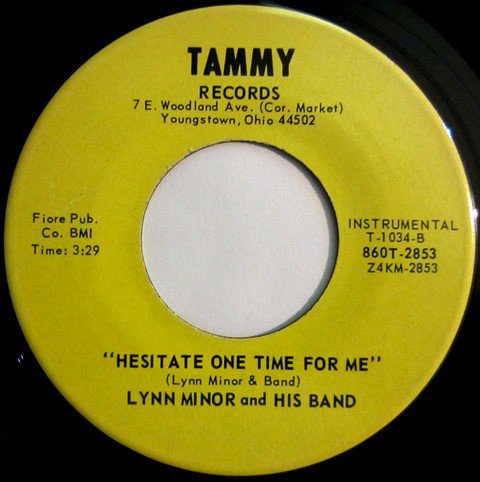 TAMMY
RECORDS
7 E. Woodland Ave. (Cor. Market)
Youngstown, Ohio 44502
Fiore Pub.
Co. BMI
Time: 3:29
INSTRUMENTAL
T-1034-B
860T-2853
Z4KM-2853
"HESITATE ONE TIME FOR ME"
(Lynn Minor & Band)
LYNN MINOR and HIS BAND